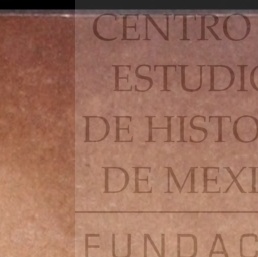 CENTRO
ESTUDIO
DE HISTO
DE MEXI
FUNDAC